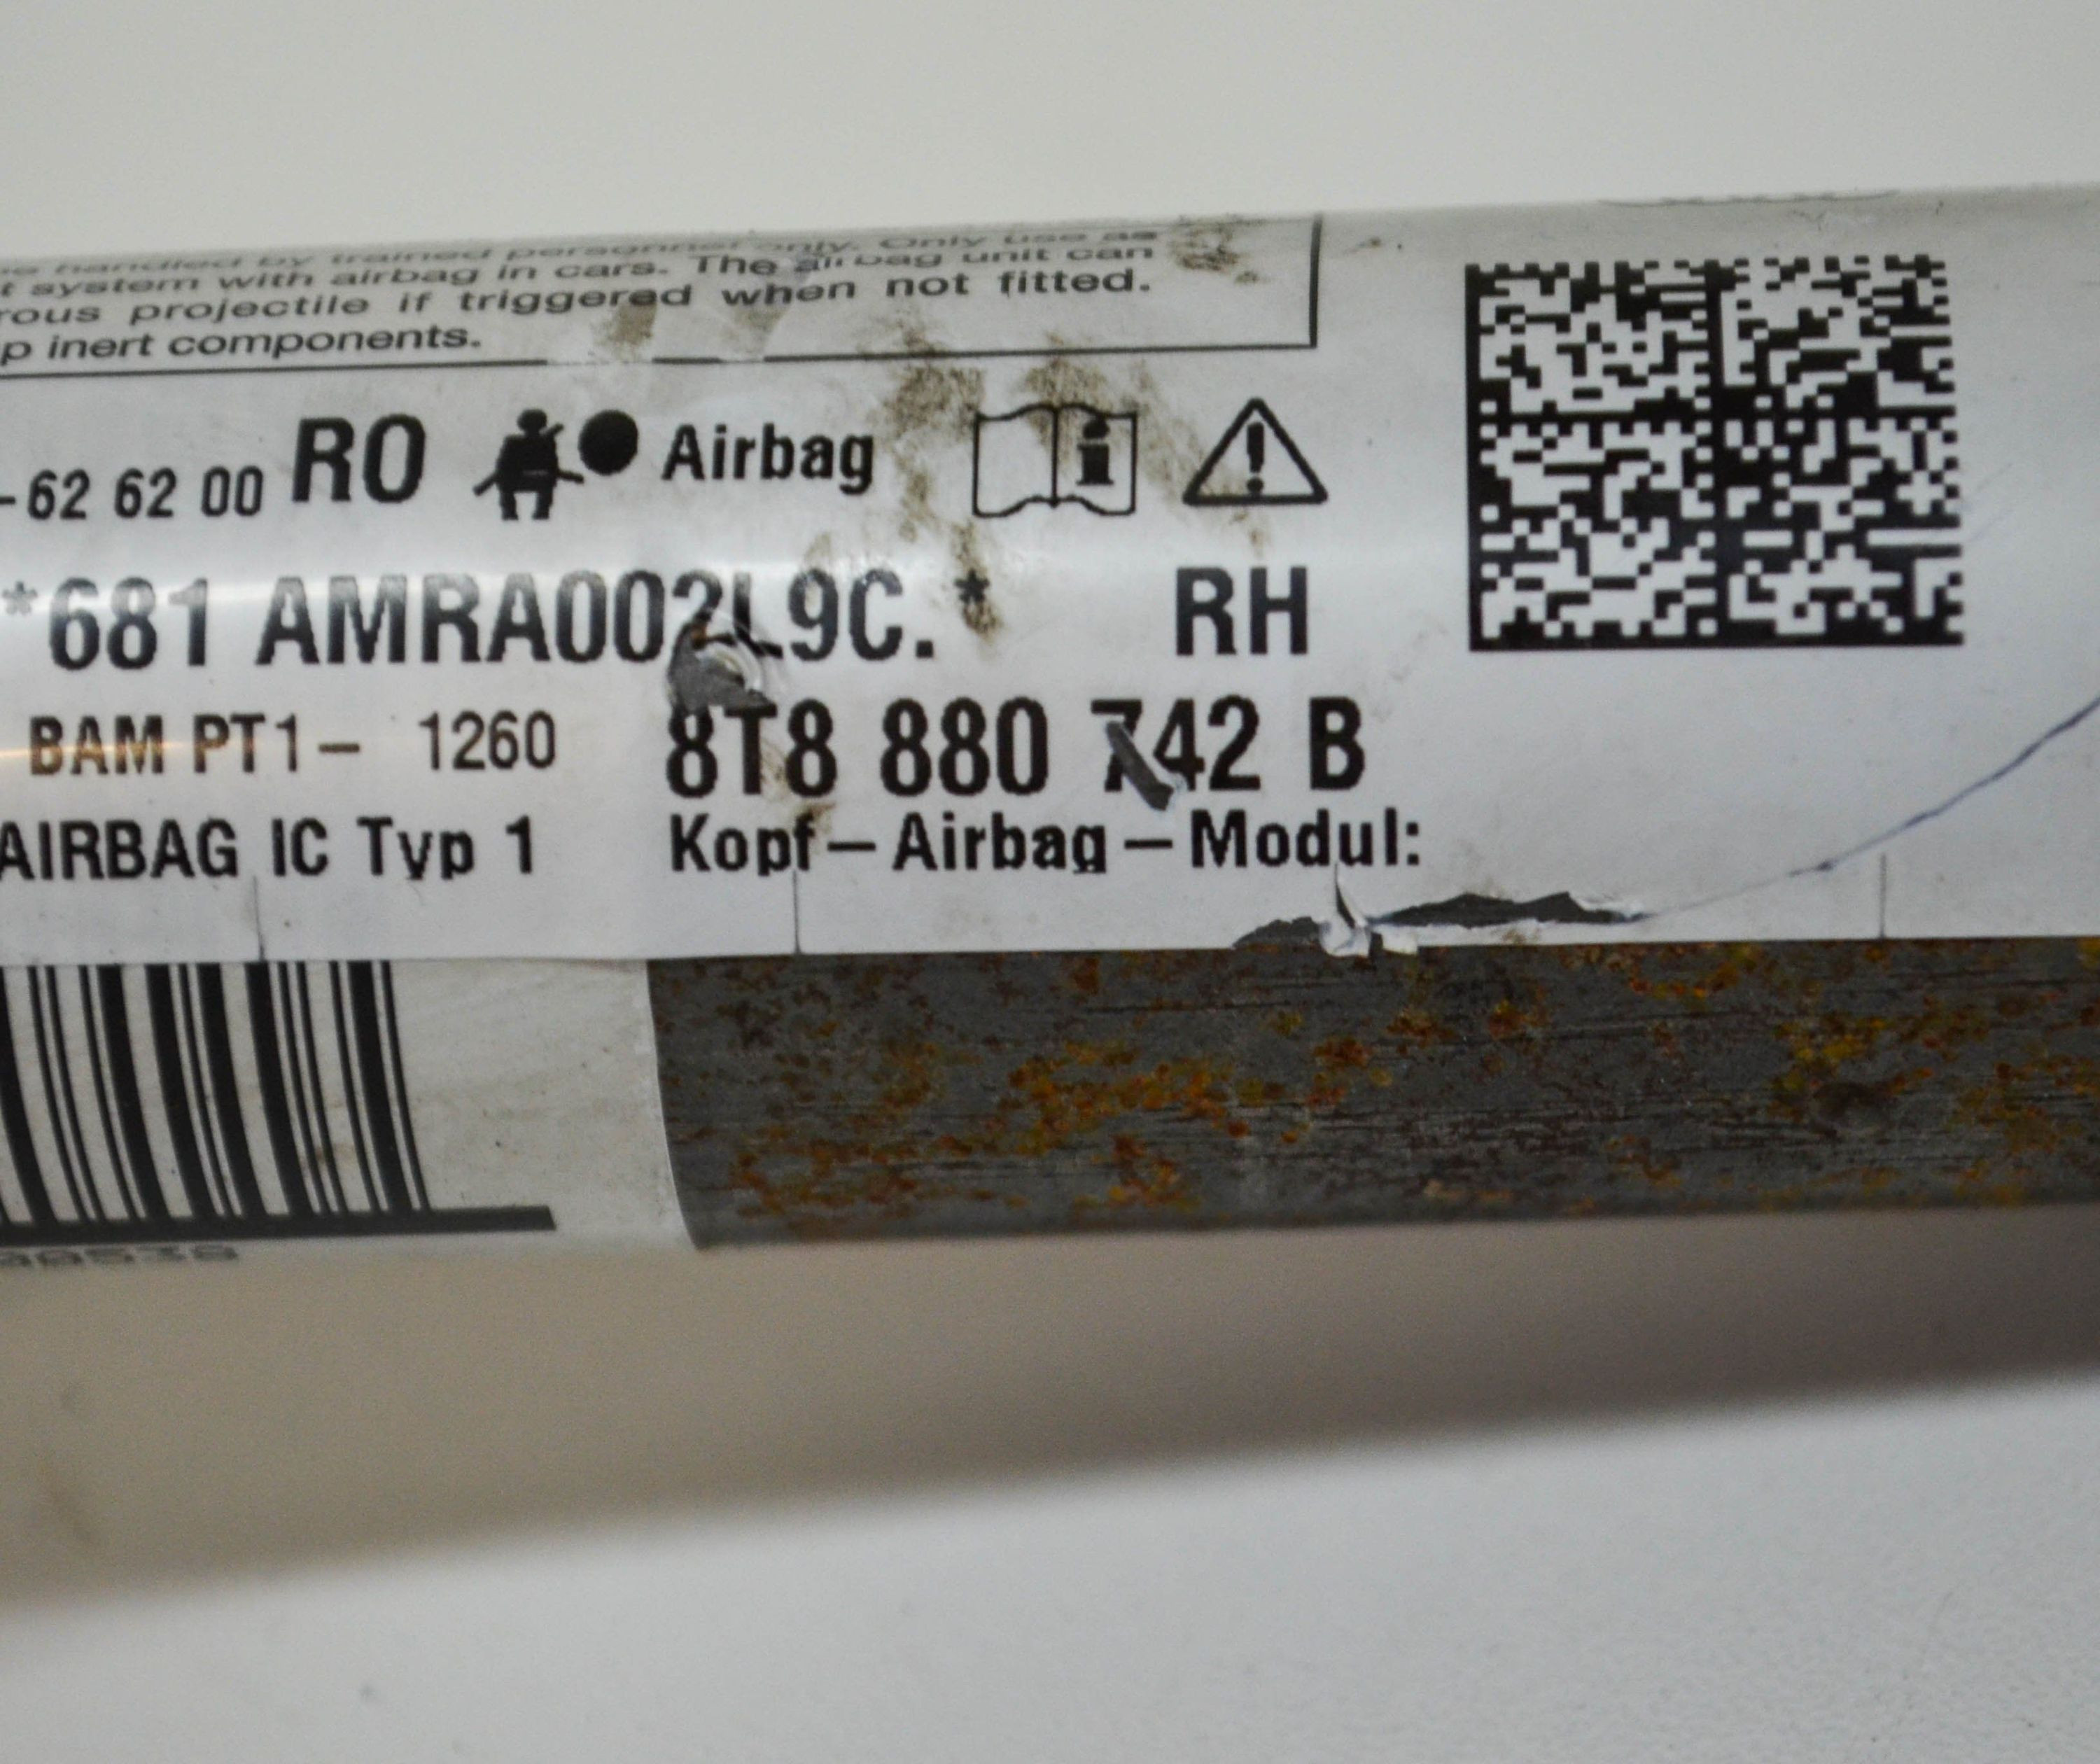 handled by trained personnel only. Only use as
t system with airbag in cars. The airbag unit can
rous projectile if triggered when not fitted.
p inert components.
-62 62 00 RO Airbag
*681 AMRA002L9C.* RH
BAM PT1- 1260 8T8 880 742 B
AIRBAG IC Typ 1 Kopf-Airbag-Modul: